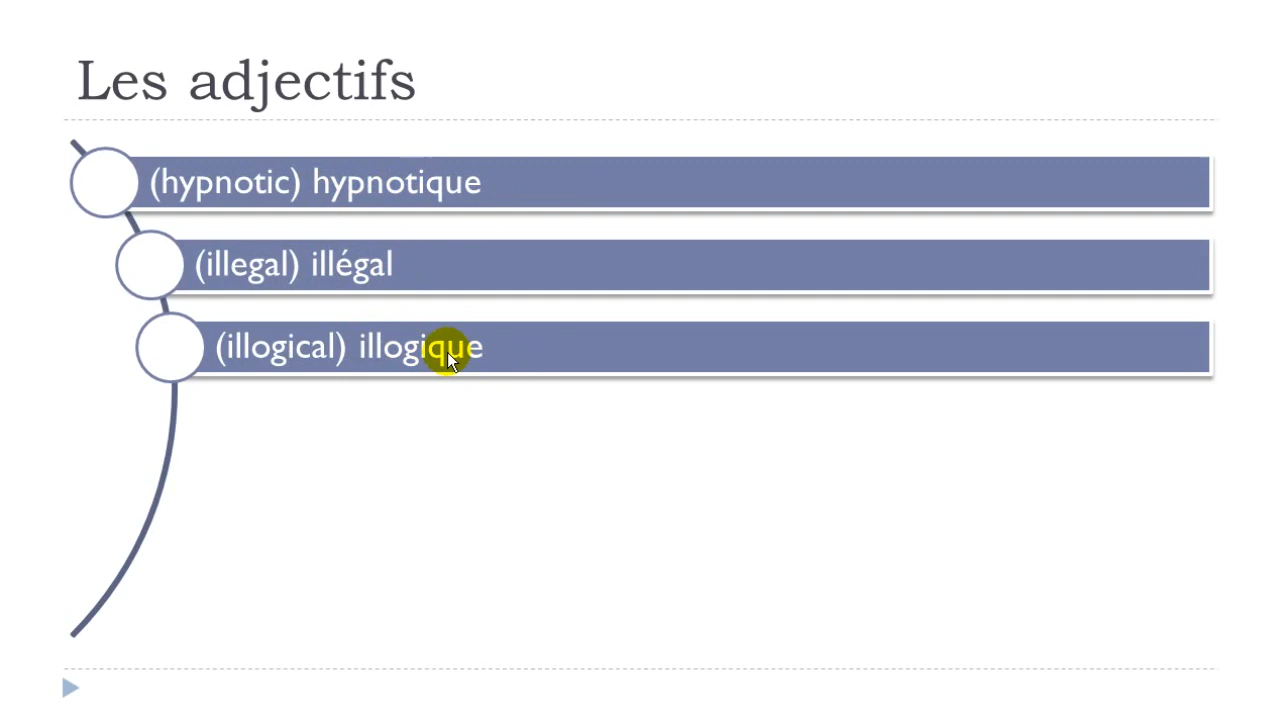 Les adjectifs
(hypnotic) hypnotique
(illegal) illégal
(illogical) illogique